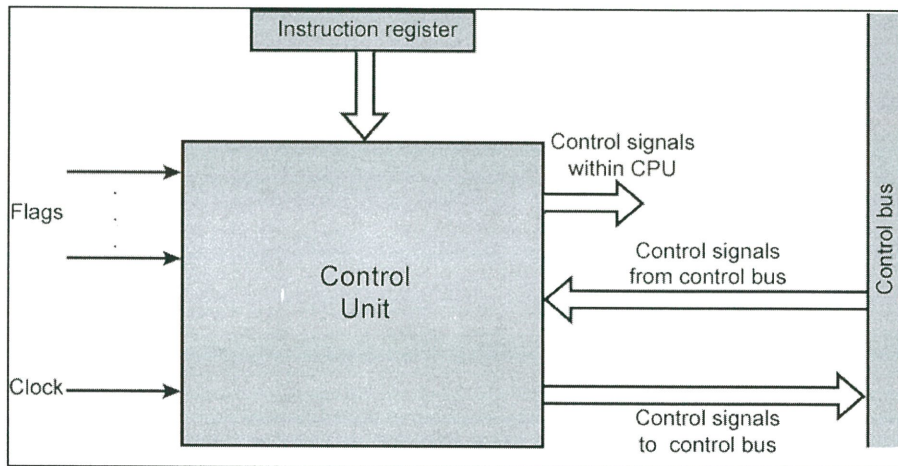 Instruction register
Control signals
within CPU
Flags
Control bus
Control signals
from control bus
Control
Unit
Clock
Control signals
to control bus